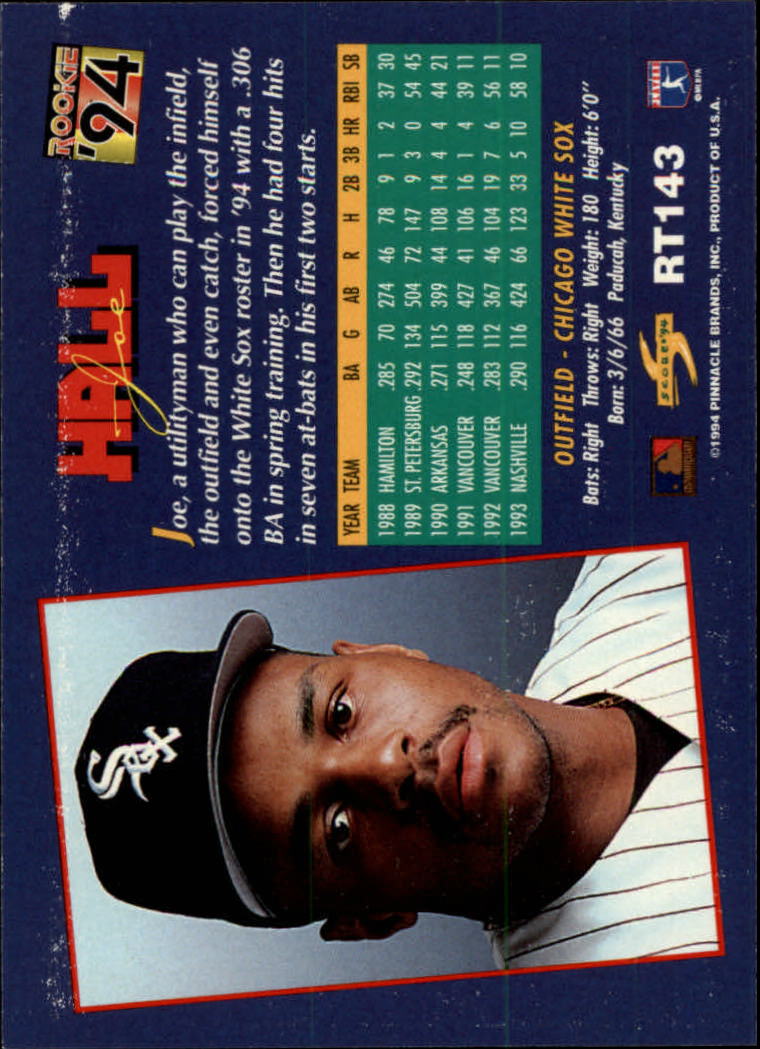 ROOKIE
'94
HALL
Joe
Joe, a utilityman who can play the infield,
the outfield and even catch, forced himself
onto the White Sox roster in '94 with a .306
BA in spring training. Then he had four hits
in seven at-bats in his first two starts.
YEAR TEAM BA G AB R H 2B 3B HR RBI SB
1988 HAMILTON .285 70 274 46 78 9 1 2 37 30
1989 ST. PETERSBURG .292 134 504 72 147 9 3 0 54 45
1990 ARKANSAS .271 115 399 44 108 14 4 4 44 21
1991 VANCOUVER .248 118 427 41 106 16 1 4 39 11
1992 VANCOUVER .283 112 367 46 104 19 7 6 56 11
1993 NASHVILLE .290 116 424 66 123 33 5 10 58 10
OUTFIELD - CHICAGO WHITE SOX
Bats: Right Throws: Right Weight: 180 Height: 6'0"
Born: 3/6/66 Paducah, Kentucky
SCORE®'94
RT143
PLAYERS
©MLBPA
©1994 PINNACLE BRANDS, INC., PRODUCT OF U.S.A.
Sox